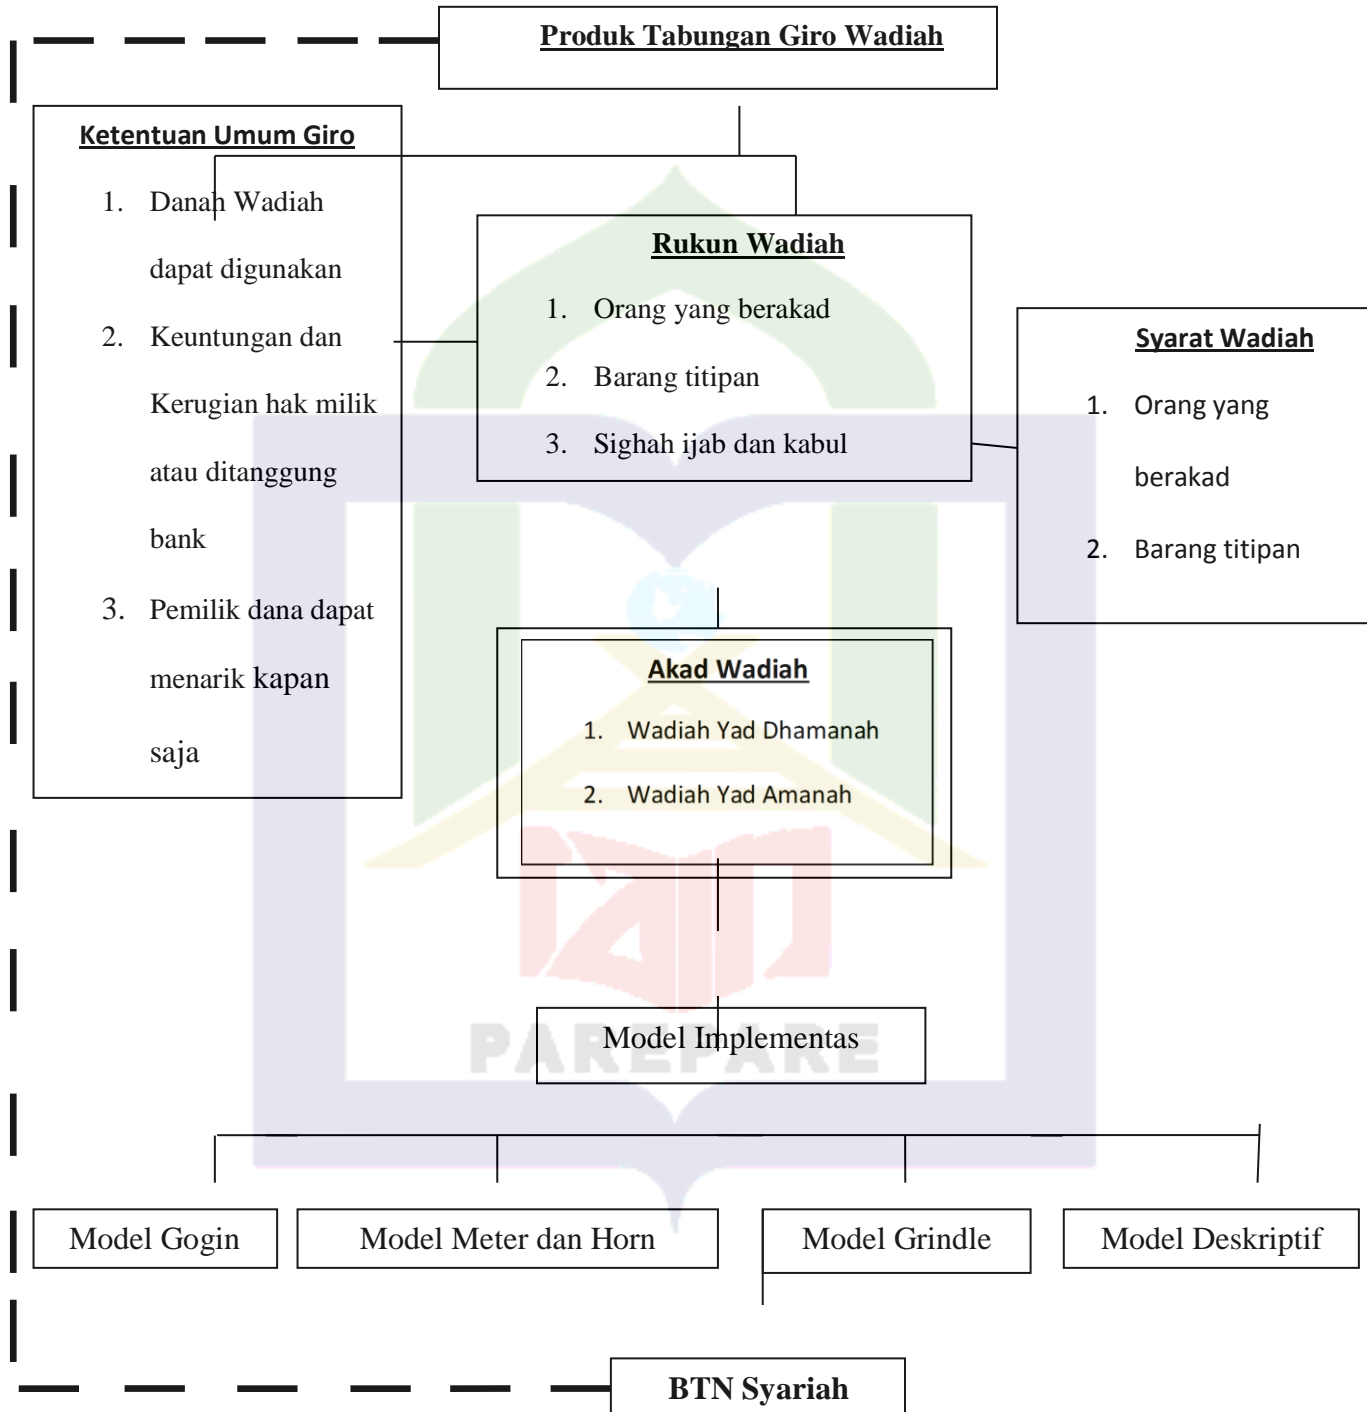 Produk Tabungan Giro Wadiah
Ketentuan Umum Giro
1. Danah Wadiah
dapat digunakan
2. Keuntungan dan
Kerugian hak milik
atau ditanggung
bank
3. Pemilik dana dapat
menarik kapan
saja
Rukun Wadiah
1. Orang yang berakad
2. Barang titipan
3. Sighah ijab dan kabul
Syarat Wadiah
1. Orang yang
berakad
2. Barang titipan
Akad Wadiah
1. Wadiah Yad Dhamanah
2. Wadiah Yad Amanah
PAREPARE
Model Implementas
Model Gogin
Model Meter dan Horn
Model Grindle
Model Deskriptif
BTN Syariah